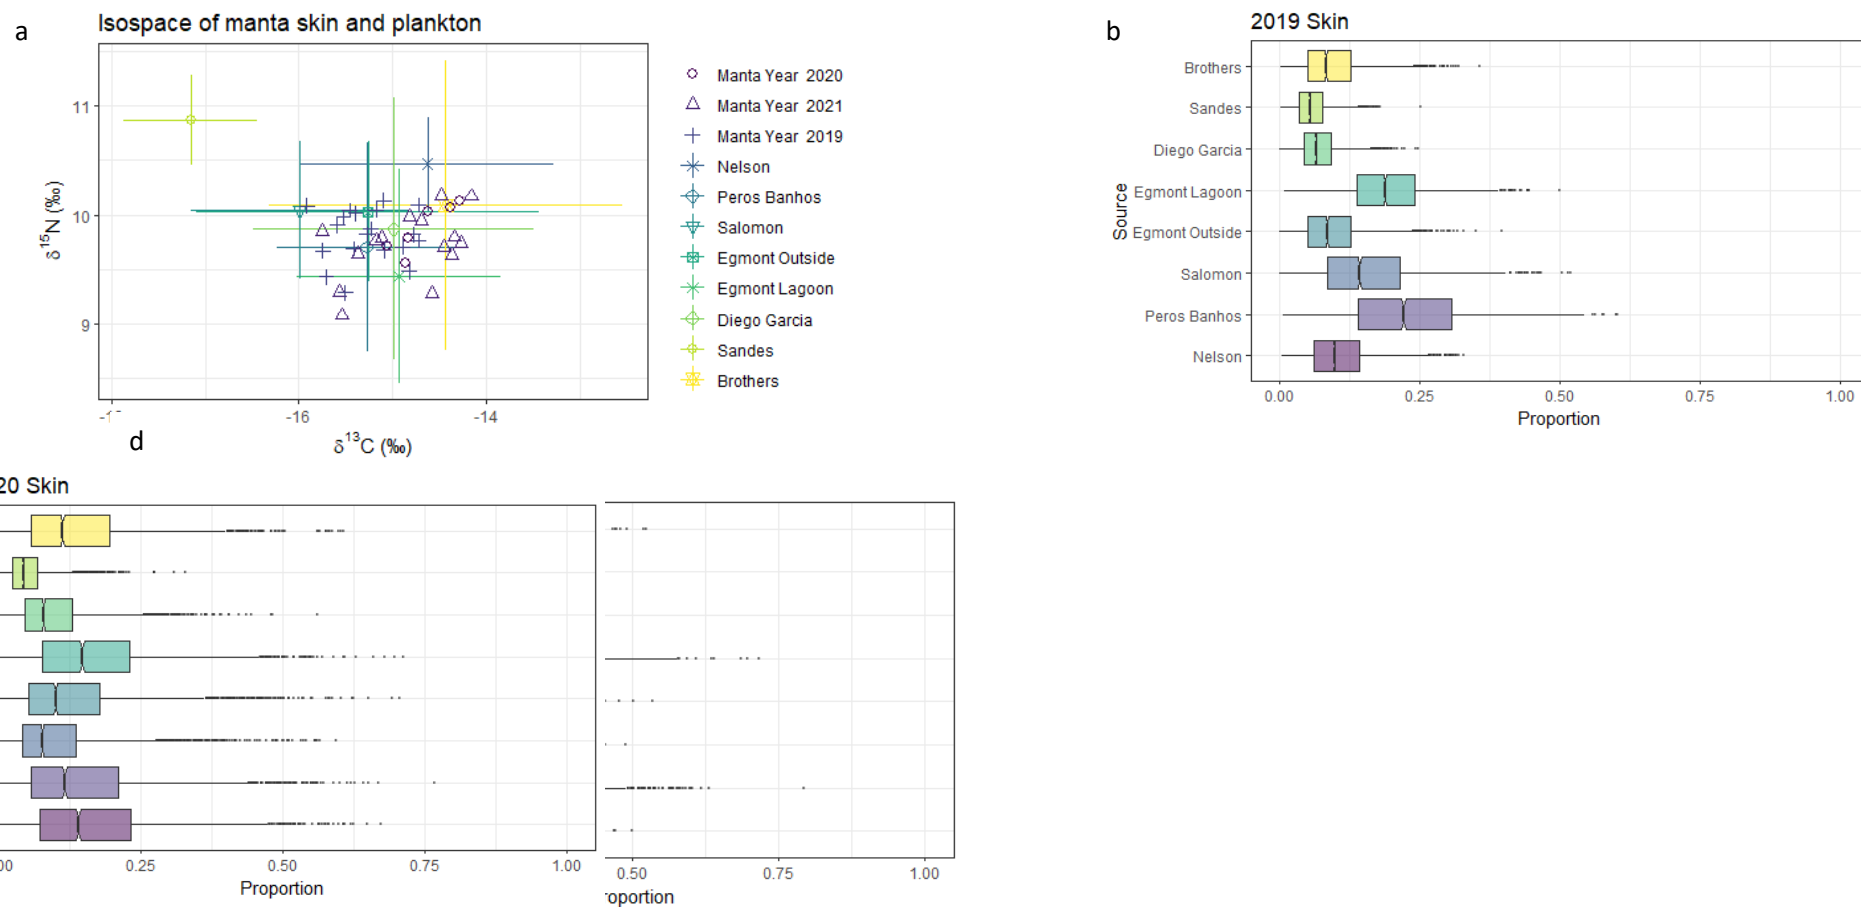 a
Isospace of manta skin and plankton
11
10
9
δ15N (‰)
-16
-14
δ13C (‰)
Manta Year 2020
Manta Year 2021
Manta Year 2019
Nelson
Peros Banhos
Salomon
Egmont Outside
Egmont Lagoon
Diego Garcia
Sandes
Brothers
b
2019 Skin
Source
Brothers
Sandes
Diego Garcia
Egmont Lagoon
Egmont Outside
Salomon
Peros Banhos
Nelson
0.00 0.25 0.50 0.75 1.00
Proportion
d
20 Skin
00 0.25 0.50 0.75 1.00
Proportion
0.50 0.75 1.00
roportion